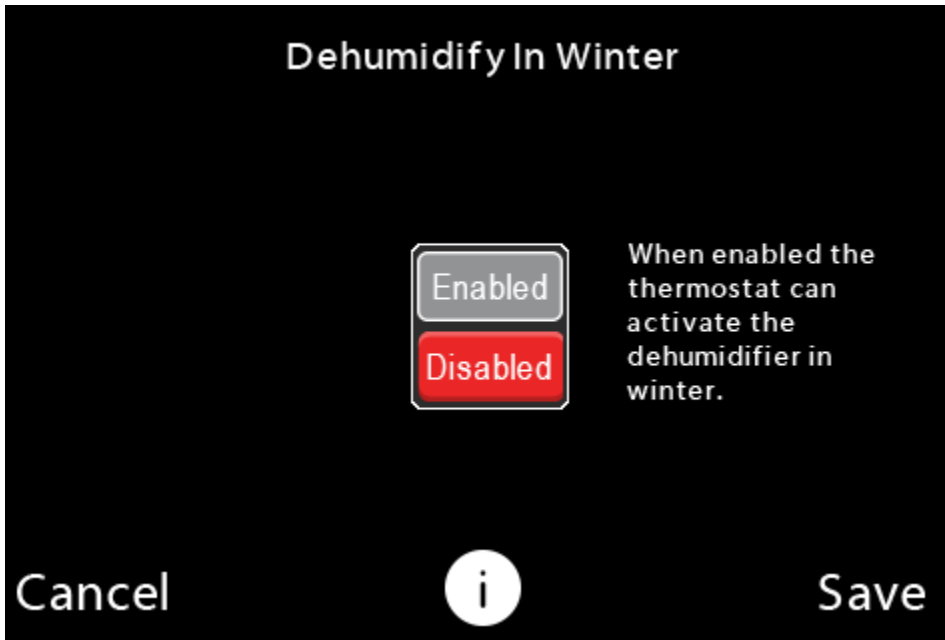 Dehumidify In Winter
Enabled
Disabled
When enabled the
thermostat can
activate the
dehumidifier in
winter.
Cancel
i
Save